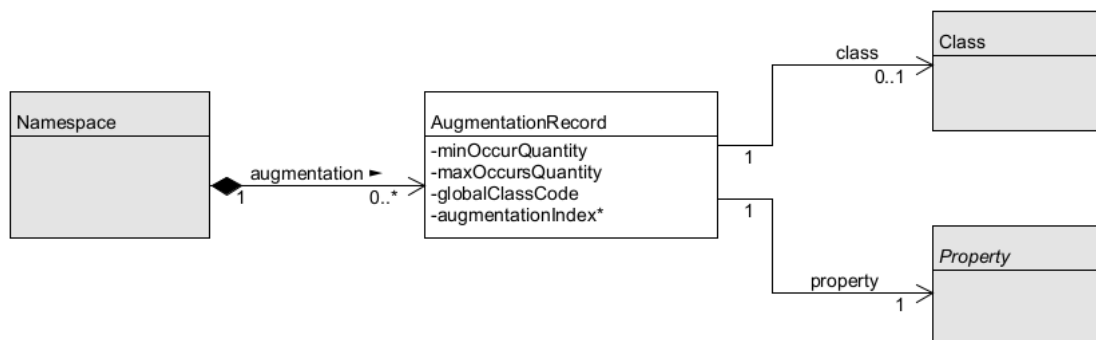 Namespace
augmentation ►
1
0..*
AugmentationRecord
-minOccurQuantity
-maxOccursQuantity
-globalClassCode
-augmentationIndex*
1
class
0..1
Class
1
property
1
Property